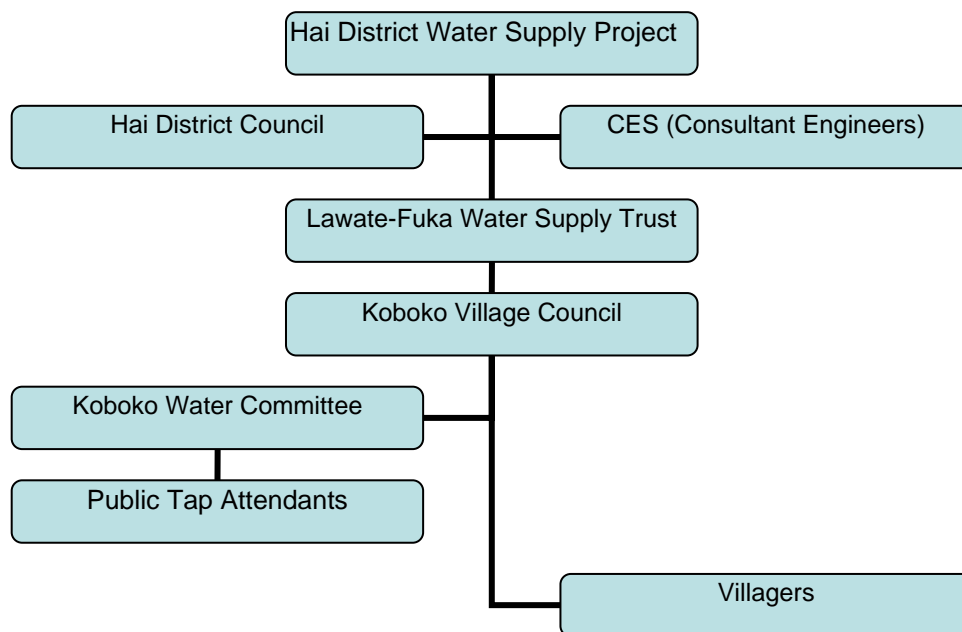 Hai District Water Supply Project
Hai District Council
CES (Consultant Engineers)
Lawate-Fuka Water Supply Trust
Koboko Village Council
Koboko Water Committee
Public Tap Attendants
Villagers